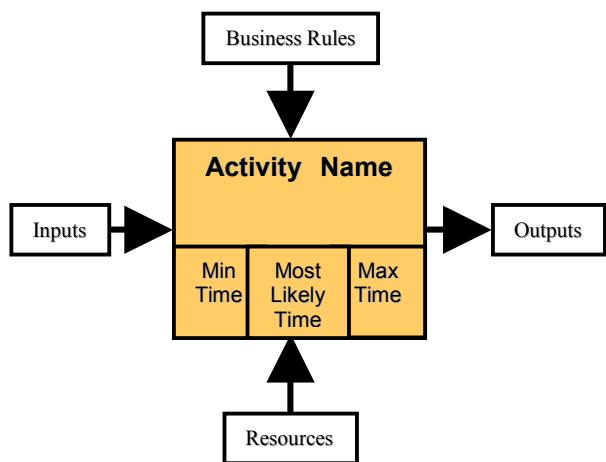 Business Rules
Activity Name
Inputs
Outputs
Min
Time
Most
Likely
Time
Max
Time
Resources